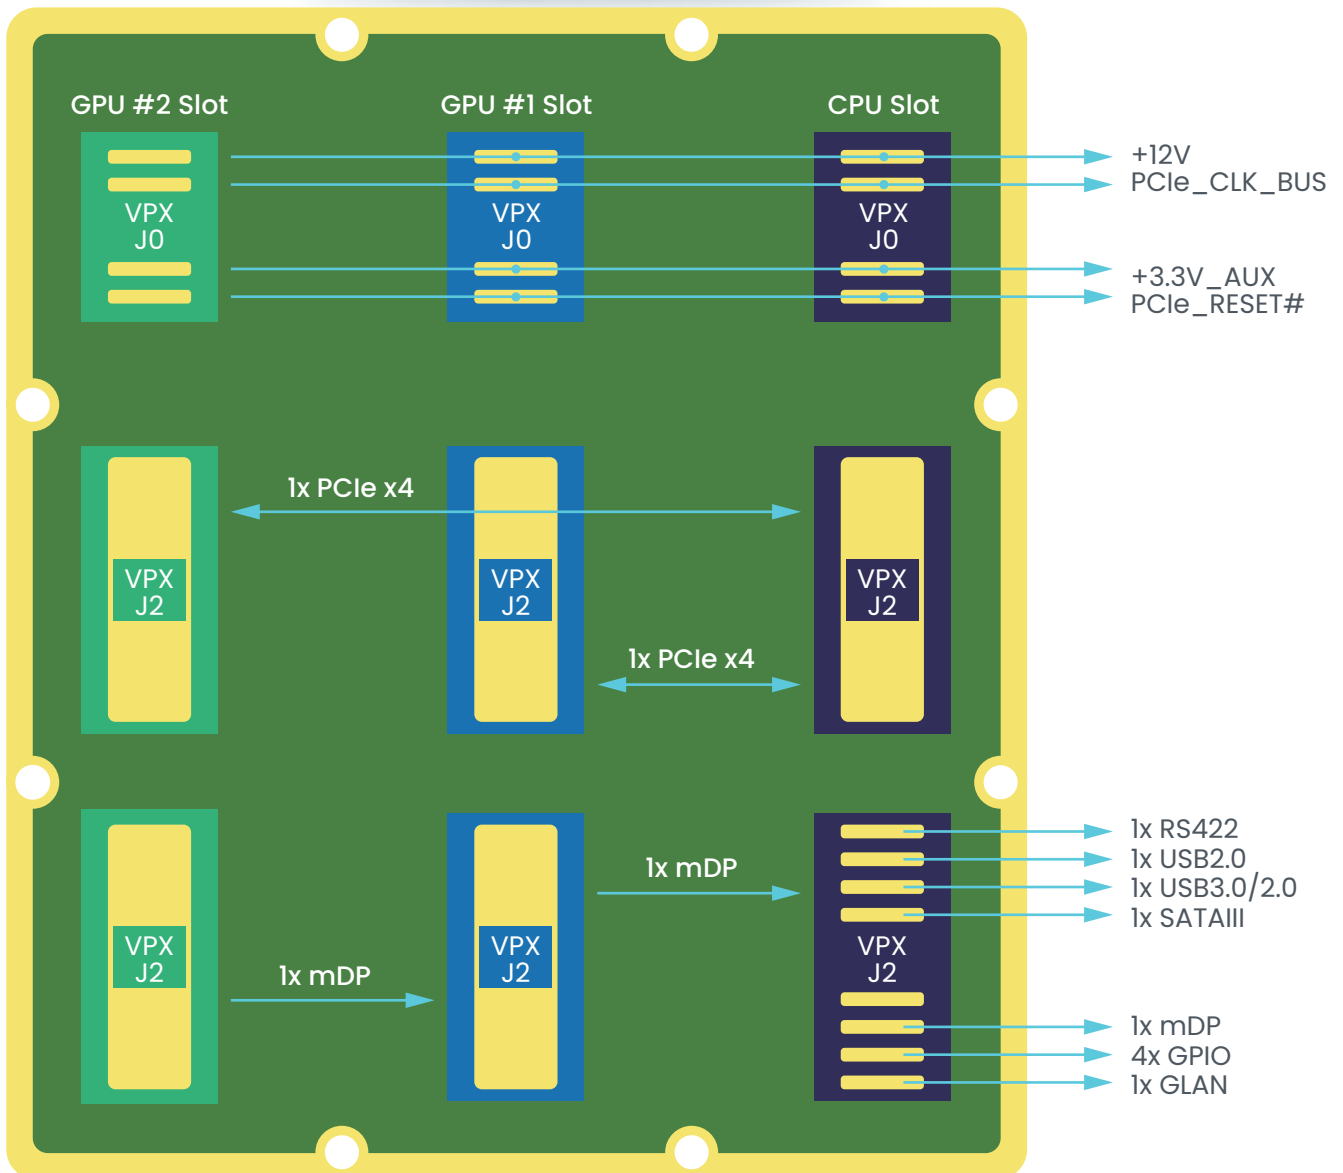 GPU #2 Slot
GPU #1 Slot
CPU Slot
VPX
J0
VPX
J0
VPX
J0
+12V
PCIe_CLK_BUS
+3.3V_AUX
PCIe_RESET#
1x PCIe x4
VPX
J2
VPX
J2
VPX
J2
1x PCIe x4
1x RS422
1x USB2.0
1x USB3.0/2.0
1x SATAIII
1x mDP
VPX
J2
VPX
J2
VPX
J2
1x mDP
1x mDP
4x GPIO
1x GLAN